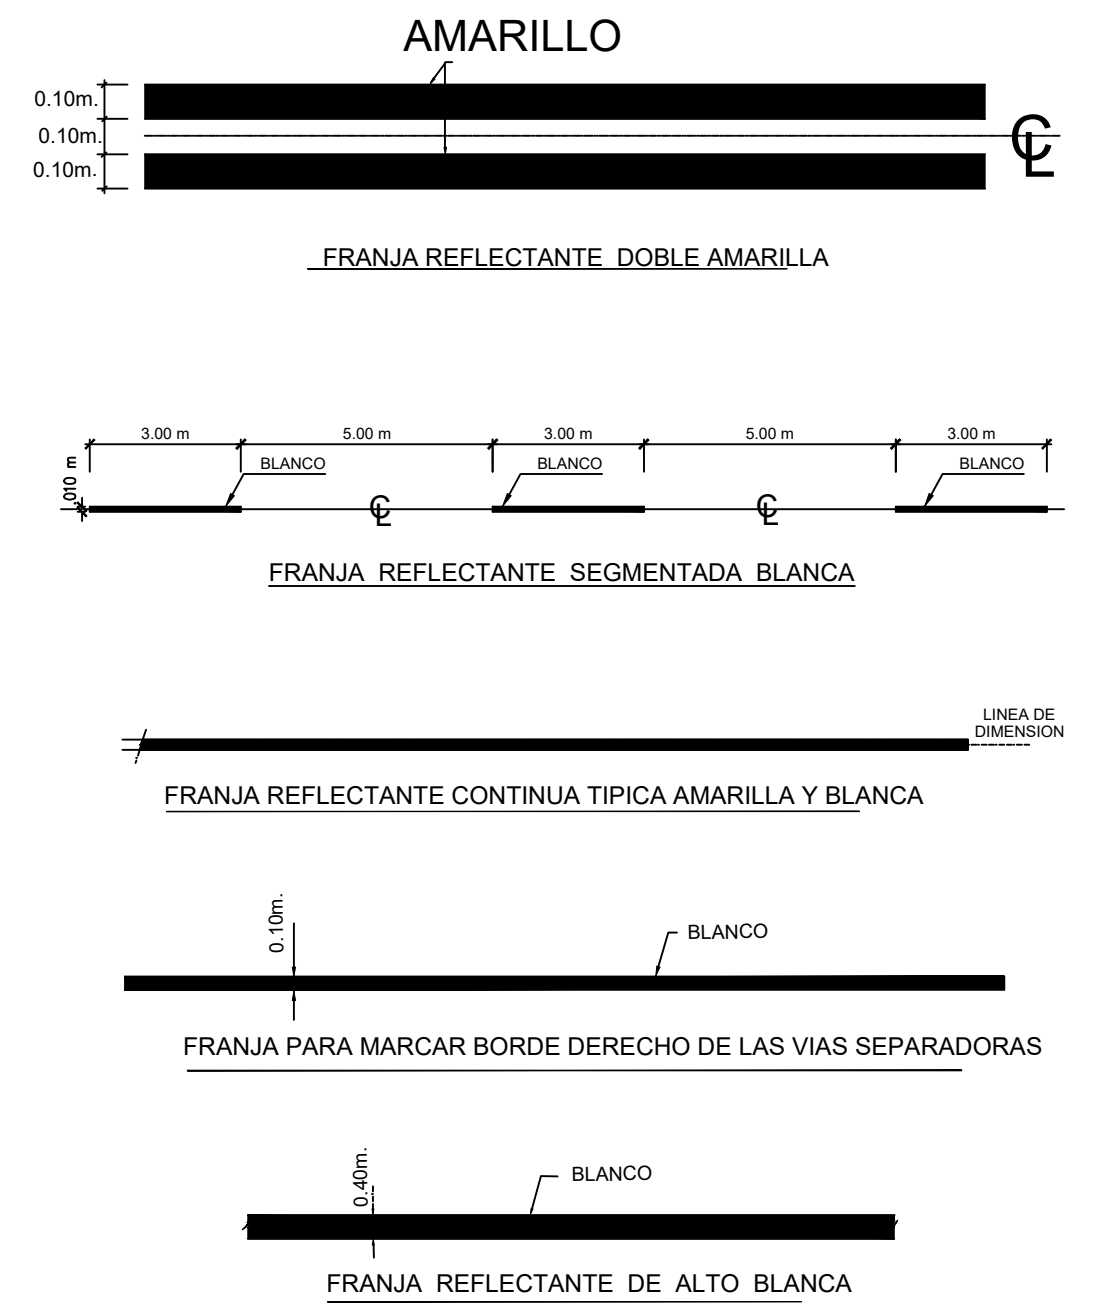 AMARILLO
0.10m.
0.10m.
0.10m.
℄
FRANJA REFLECTANTE DOBLE AMARILLA
3.00 m
5.00 m
3.00 m
5.00 m
3.00 m
BLANCO
BLANCO
BLANCO
.010 m
℄
℄
FRANJA REFLECTANTE SEGMENTADA BLANCA
LINEA DE
DIMENSION
FRANJA REFLECTANTE CONTINUA TIPICA AMARILLA Y BLANCA
0.10m.
BLANCO
FRANJA PARA MARCAR BORDE DERECHO DE LAS VIAS SEPARADORAS
0.40m.
BLANCO
FRANJA REFLECTANTE DE ALTO BLANCA